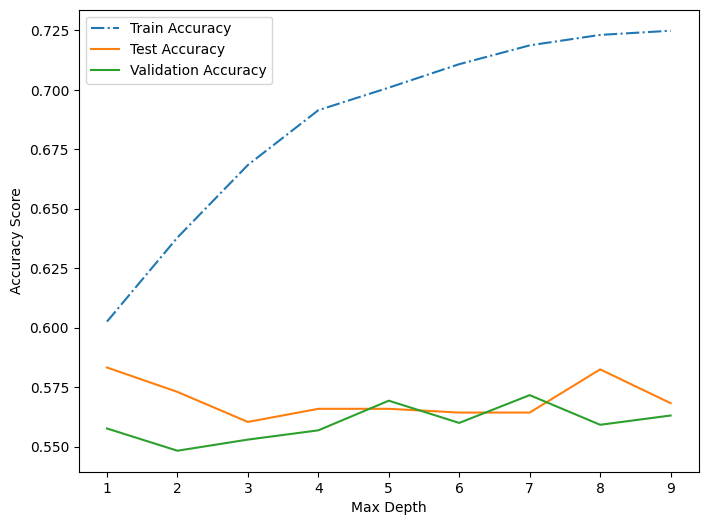 Train Accuracy
Test Accuracy
Validation Accuracy
Accuracy Score
0.725
0.700
0.675
0.650
0.625
0.600
0.575
0.550
1 2 3 4 5 6 7 8 9
Max Depth